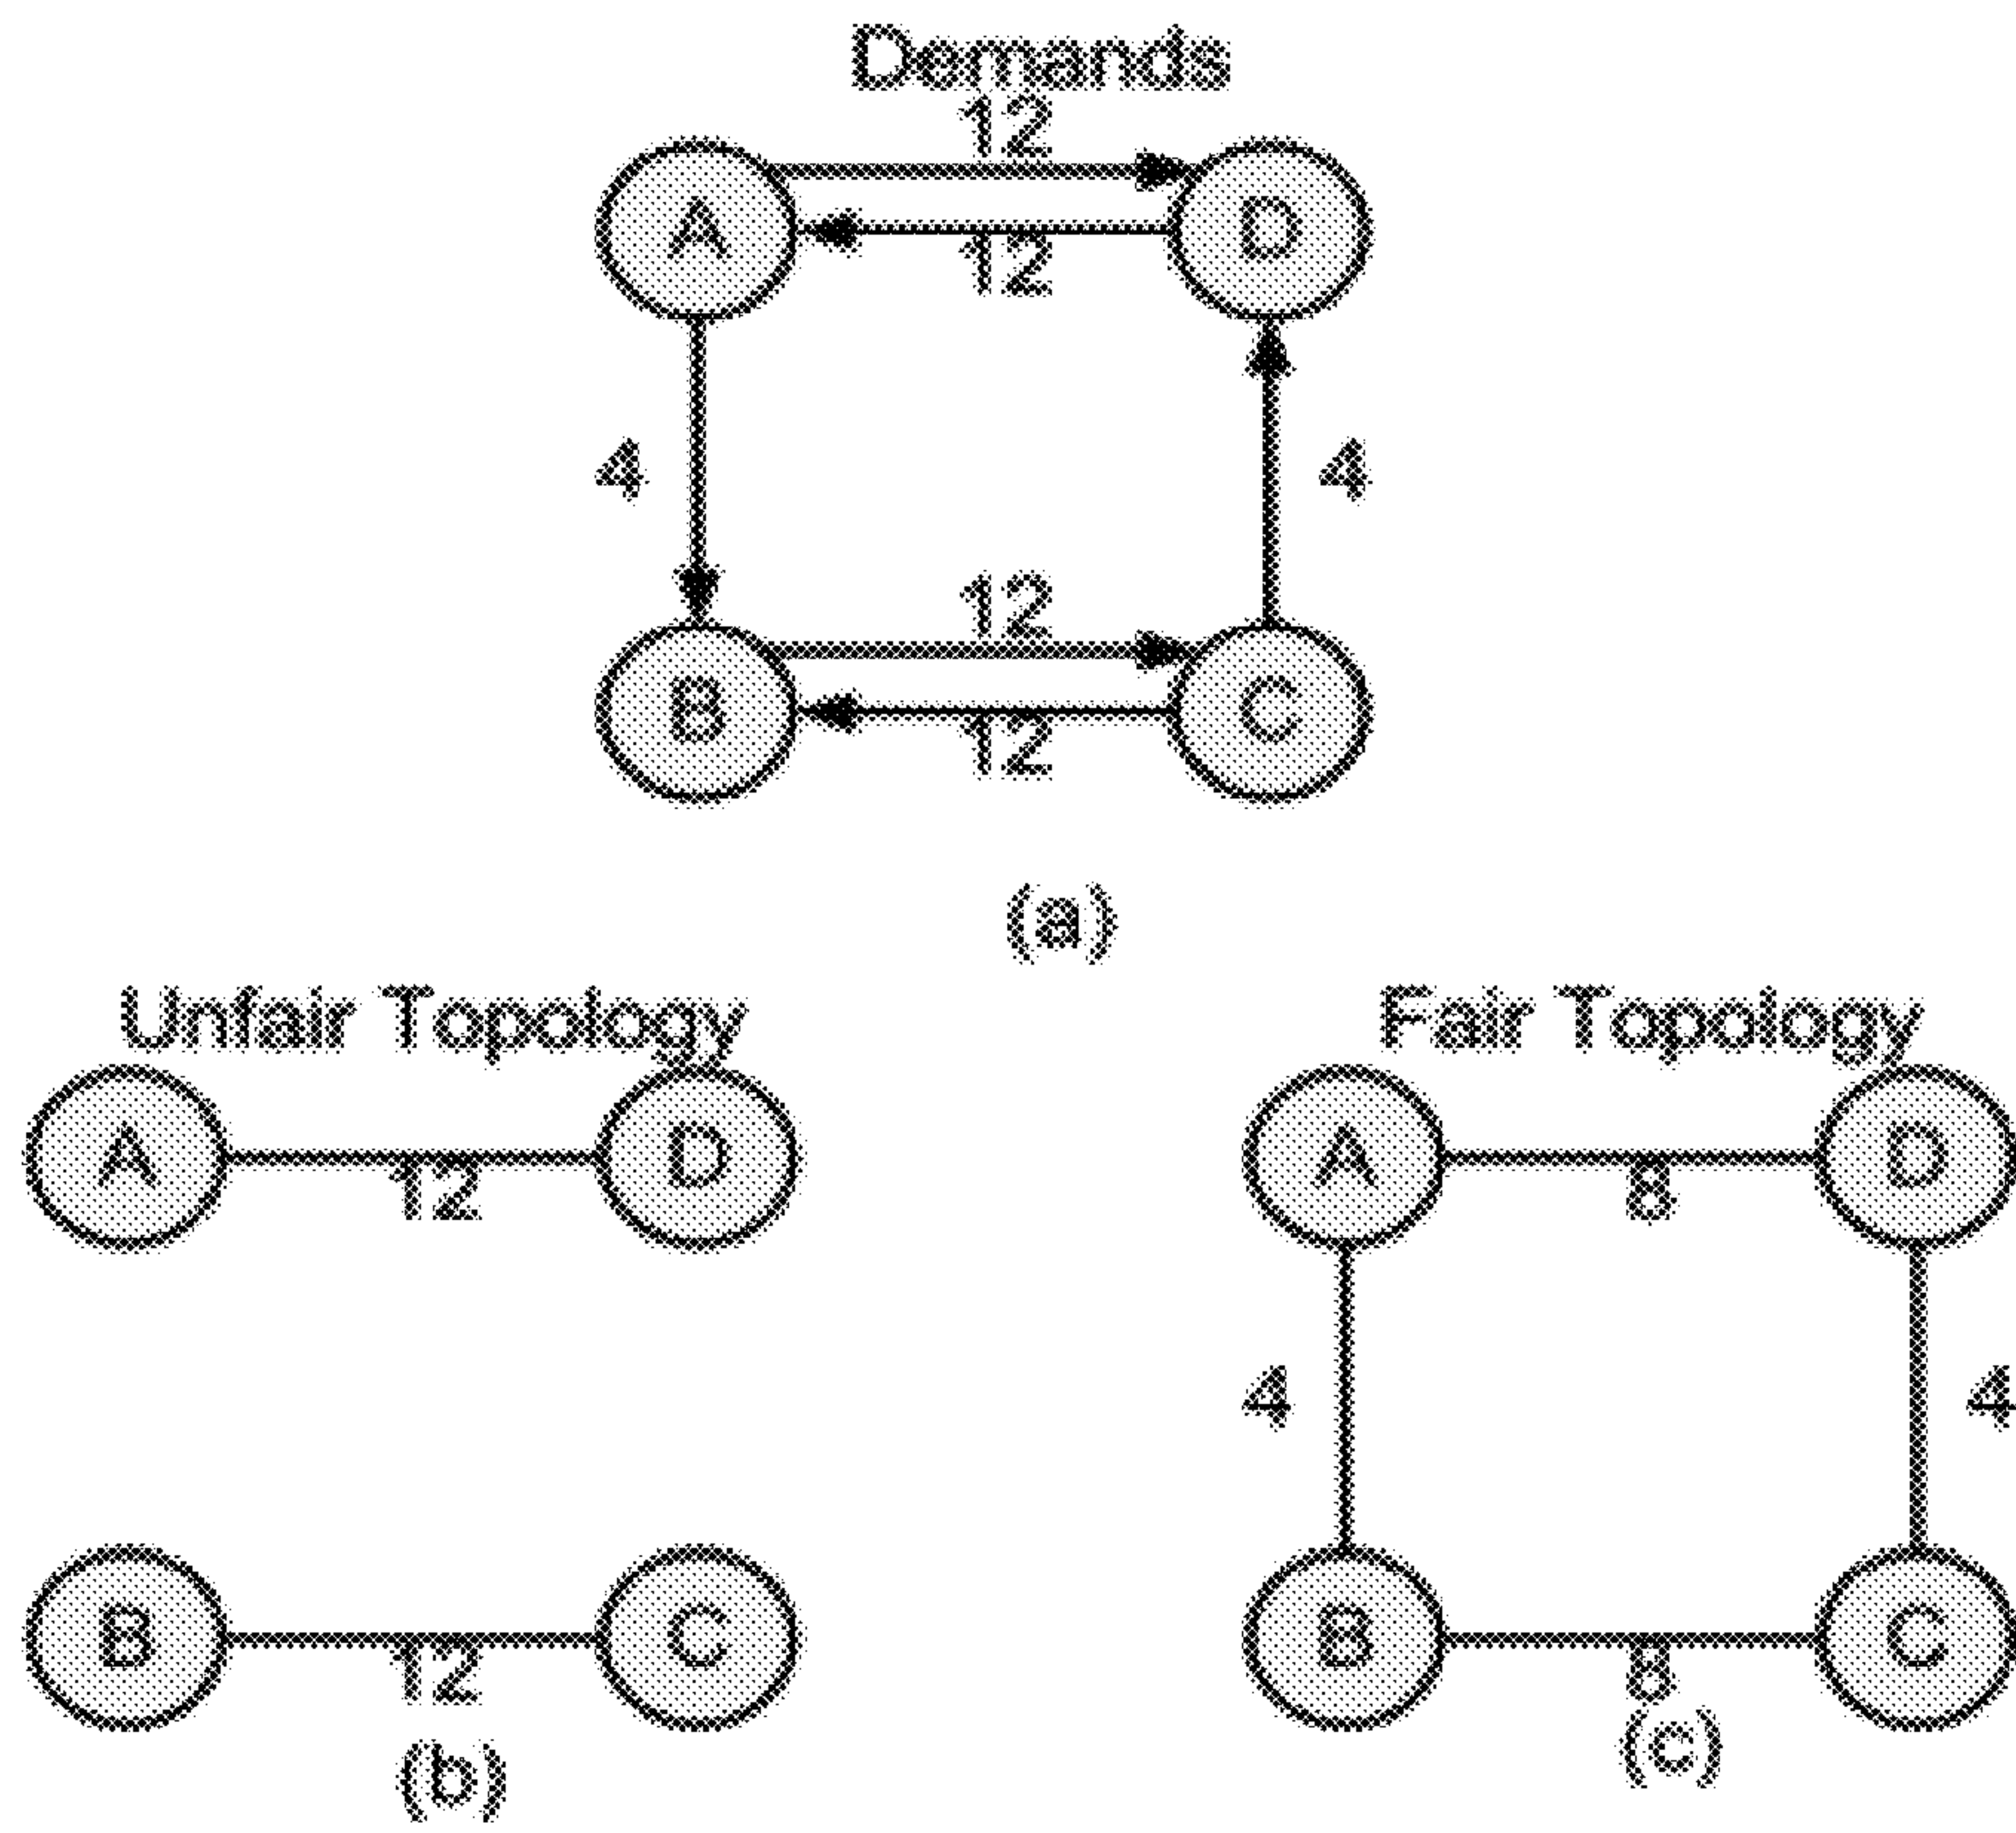 Demands
12
A D
12
4 4
12
B C
12
(a)
Unfair Topology
A D
12
B C
12
(b)
Fair Topology
A D
8
4 4
B C
8
(c)